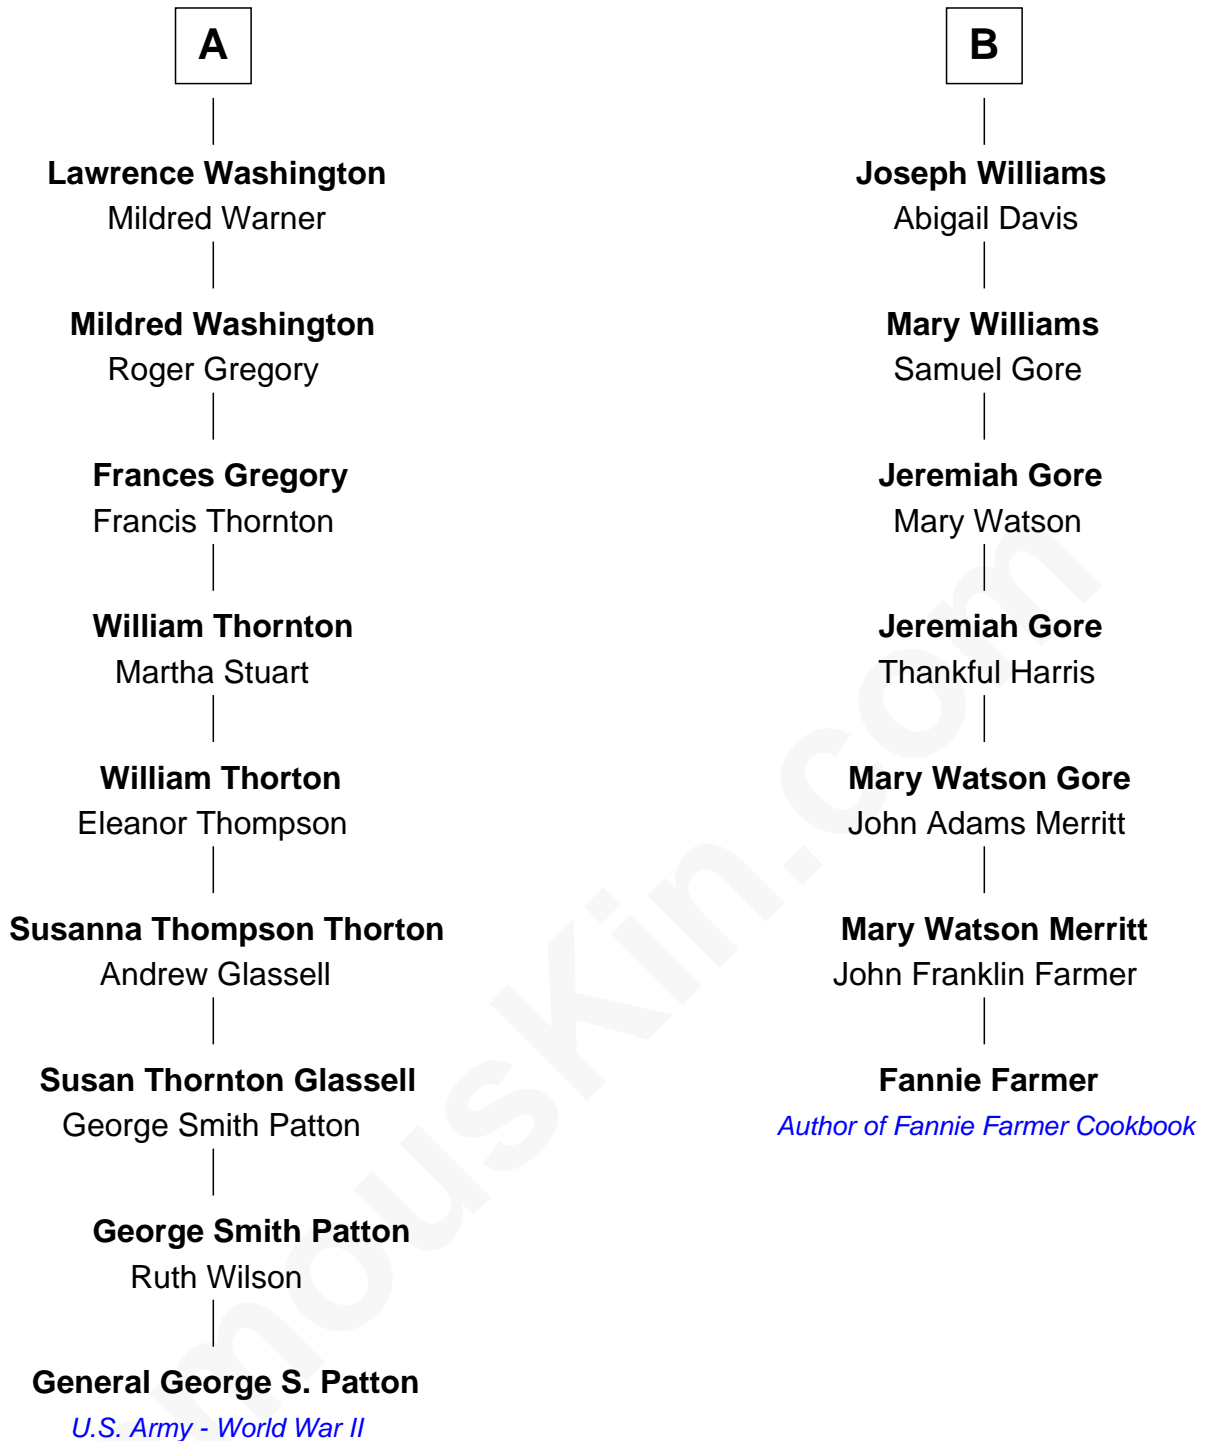 A
Lawrence Washington
Mildred Warner
Mildred Washington
Roger Gregory
Frances Gregory
Francis Thornton
William Thornton
Martha Stuart
William Thorton
Eleanor Thompson
Susanna Thompson Thorton
Andrew Glassell
Susan Thornton Glassell
George Smith Patton
George Smith Patton
Ruth Wilson
General George S. Patton
U.S. Army - World War II
B
Joseph Williams
Abigail Davis
Mary Williams
Samuel Gore
Jeremiah Gore
Mary Watson
Jeremiah Gore
Thankful Harris
Mary Watson Gore
John Adams Merritt
Mary Watson Merritt
John Franklin Farmer
Fannie Farmer
Author of Fannie Farmer Cookbook
mousKin.com